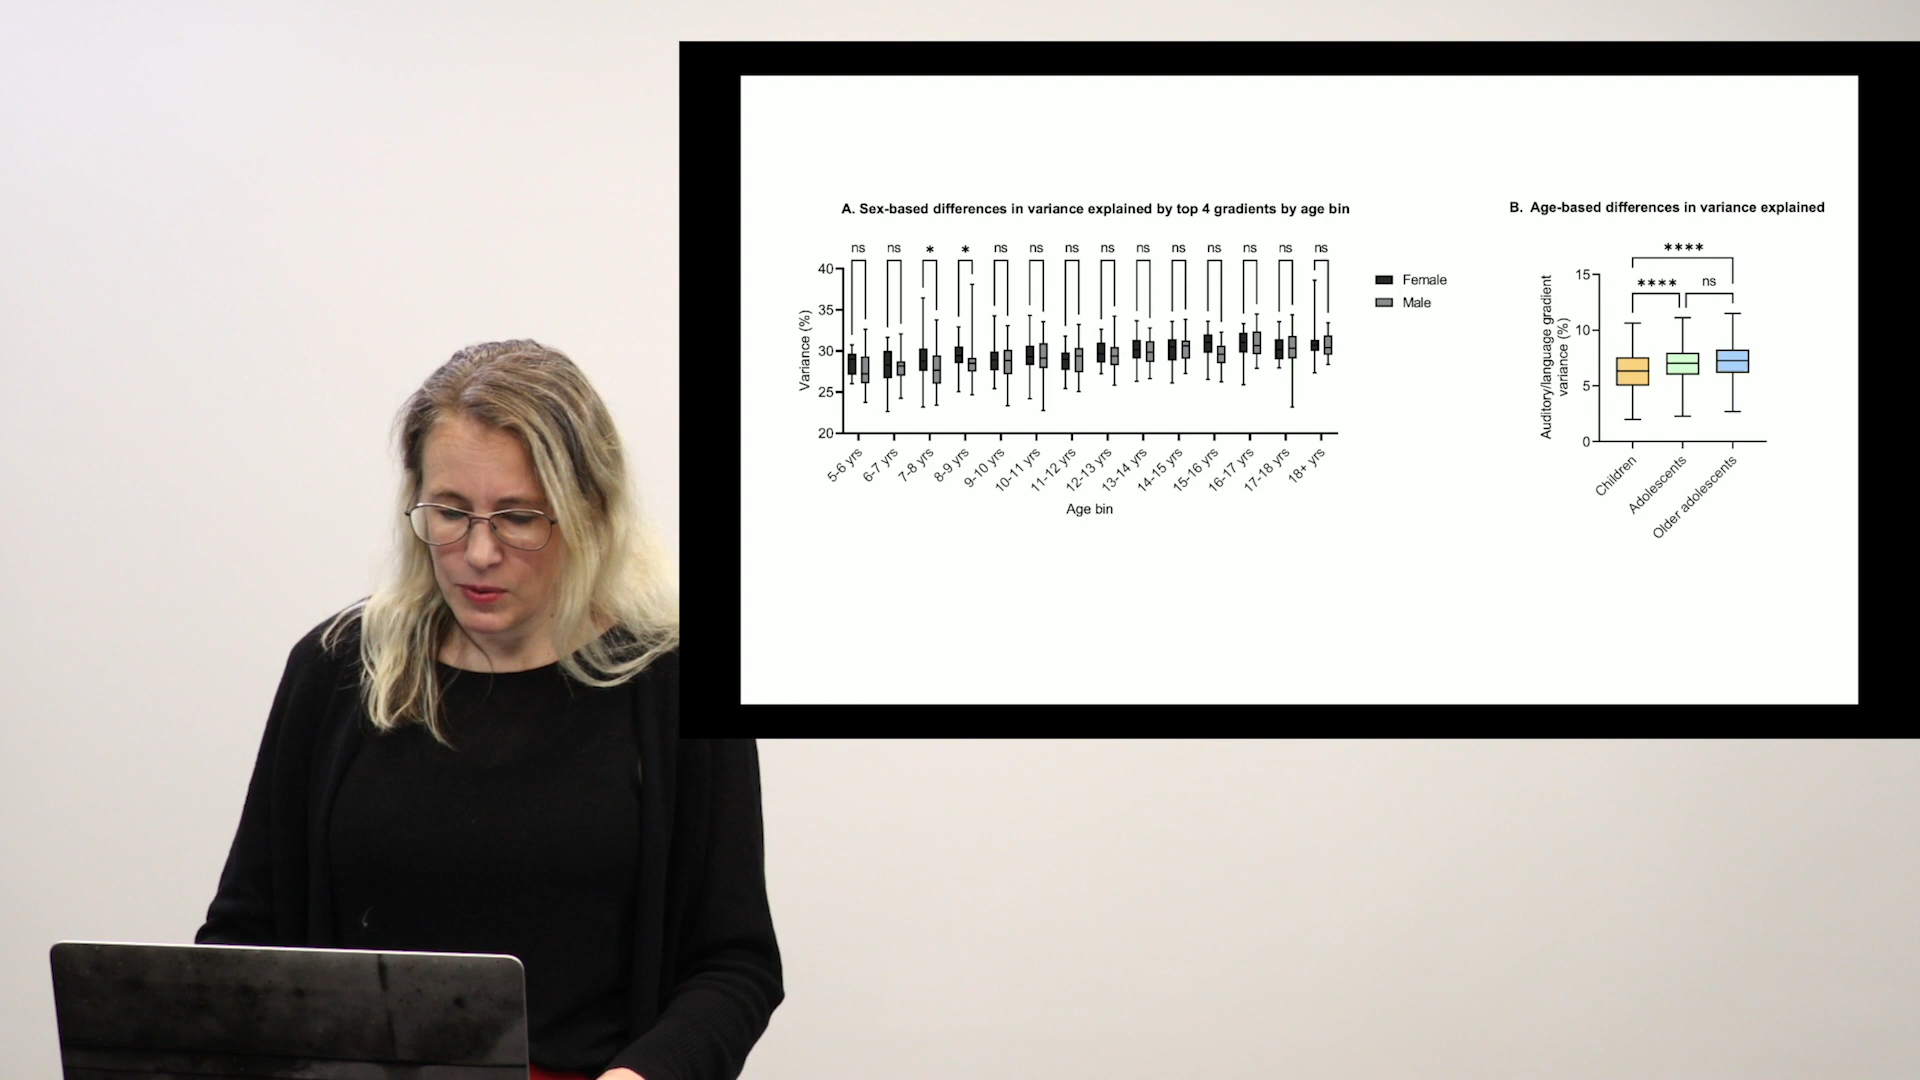 A. Sex-based differences in variance explained by top 4 gradients by age bin
ns ns * * ns ns ns ns ns ns ns ns ns ns
40
35
30
25
20
Variance (%)
5-6 yrs
6-7 yrs
7-8 yrs
8-9 yrs
9-10 yrs
10-11 yrs
11-12 yrs
12-13 yrs
13-14 yrs
14-15 yrs
15-16 yrs
16-17 yrs
17-18 yrs
18+ yrs
Age bin
Female
Male
B. Age-based differences in variance explained
****
**** ns
15
10
5
0
Auditory/language gradient
variance (%)
Children
Adolescents
Older adolescents